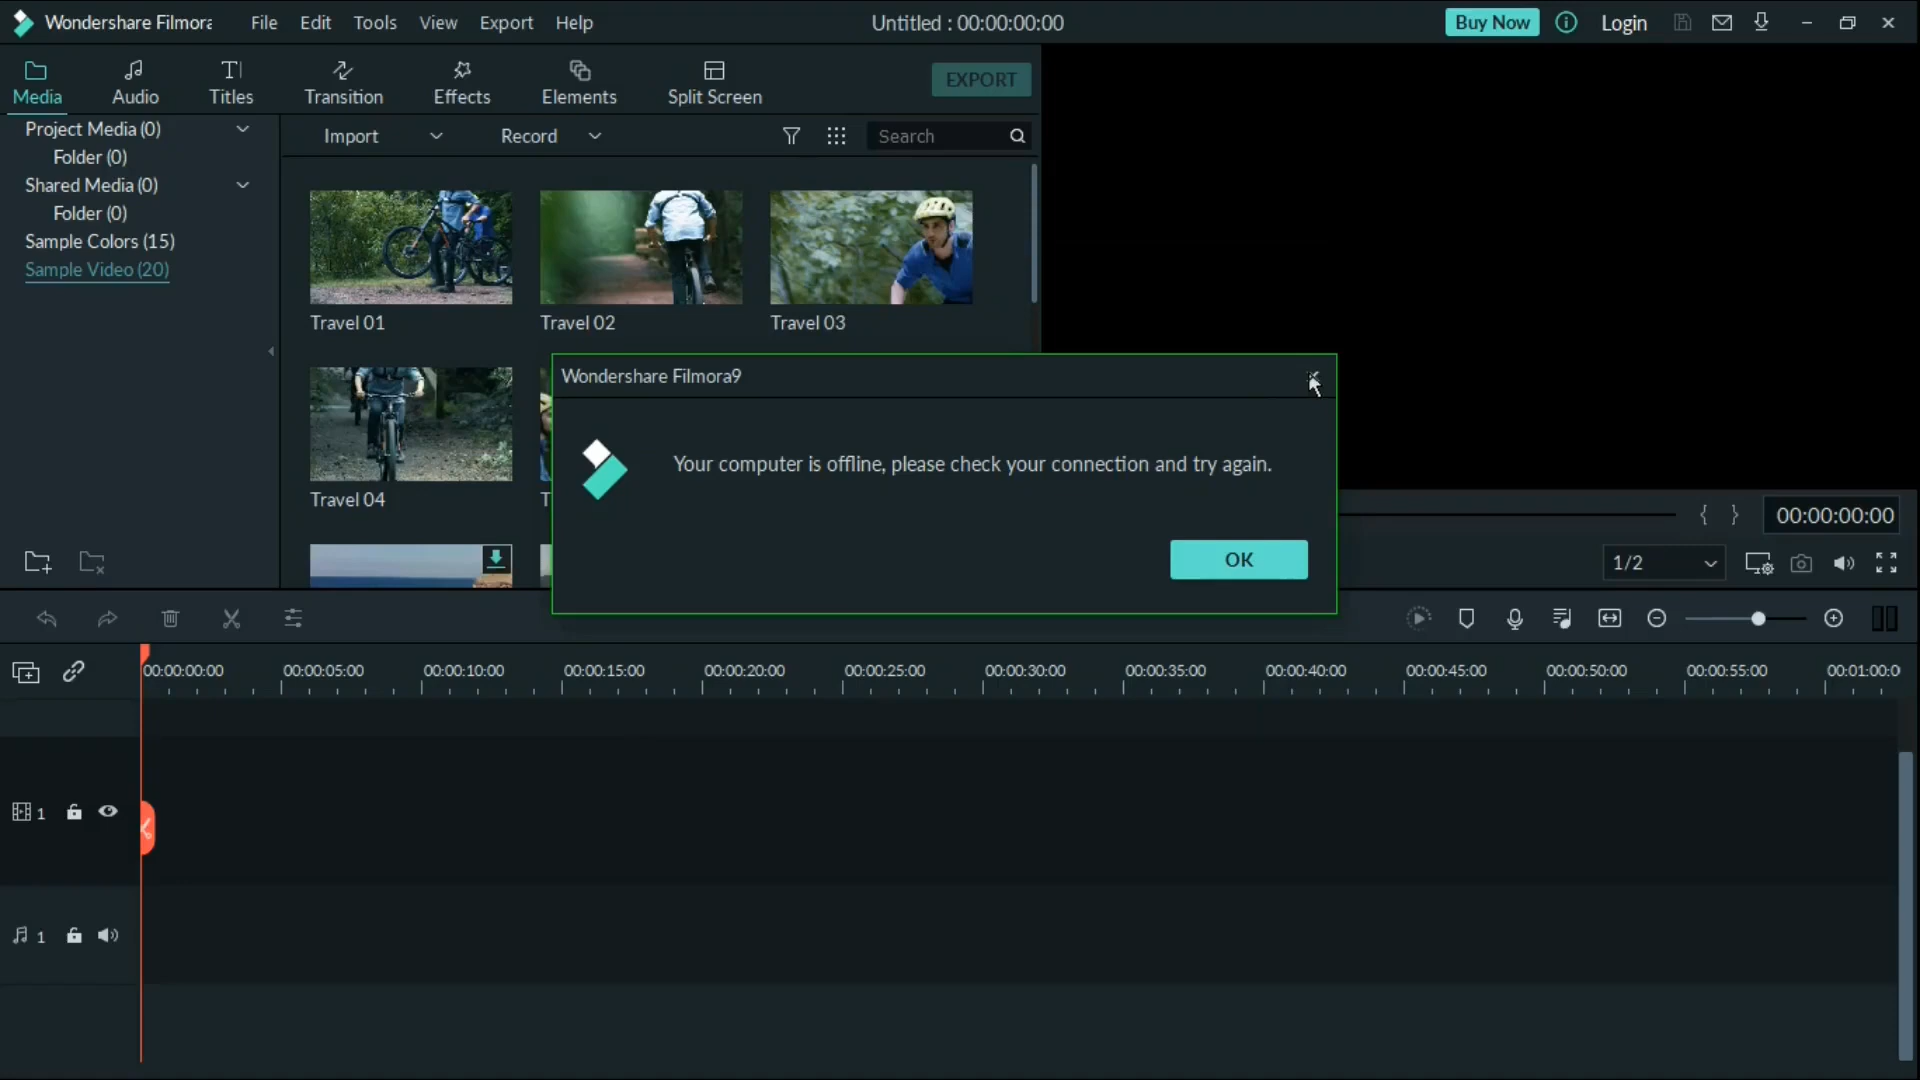 Wondershare Filmora File Edit Tools View Export Help Untitled : 00:00:00:00 Buy Now Login
Media Audio Titles Transition Effects Elements Split Screen EXPORT
Project Media (0)
Folder (0)
Shared Media (0)
Folder (0)
Sample Colors (15)
Sample Video (20)
Import Record Search
Travel 01 Travel 02 Travel 03
Travel 04
Wondershare Filmora9
Your computer is offline, please check your connection and try again.
OK
{ } 00:00:00:00
1/2
00:00:00:00 00:00:05:00 00:00:10:00 00:00:15:00 00:00:20:00 00:00:25:00 00:00:30:00 00:00:35:00 00:00:40:00 00:00:45:00 00:00:50:00 00:00:55:00 00:01:00:0
1
1